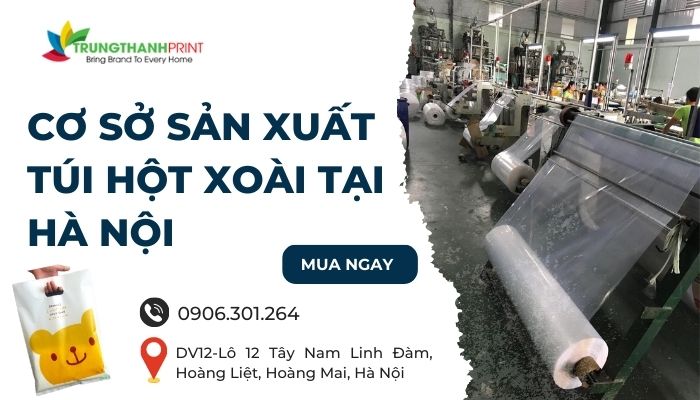 TRUNGTHANHPRINT
Bring Brand To Every Home
CƠ SỞ SẢN XUẤT
TÚI HỘT XOÀI TẠI
HÀ NỘI
MUA NGAY
0906.301.264
DV12-Lô 12 Tây Nam Linh Đàm,
Hoàng Liệt, Hoàng Mai, Hà Nội